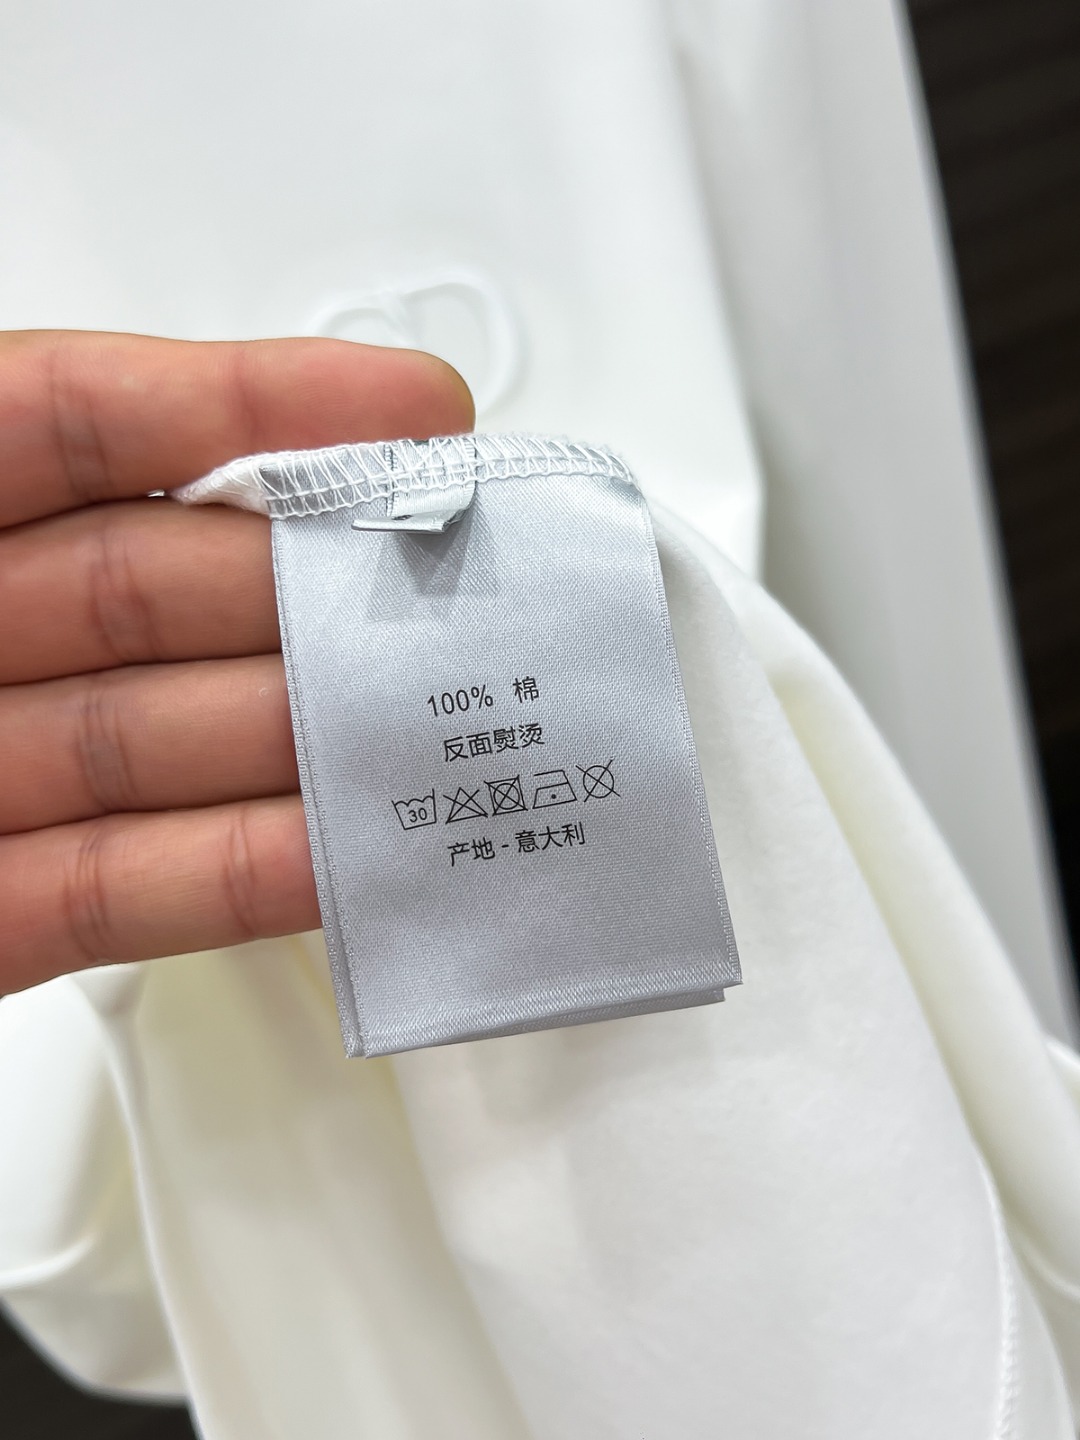 100% 棉
反面熨烫
30
产地 - 意大利